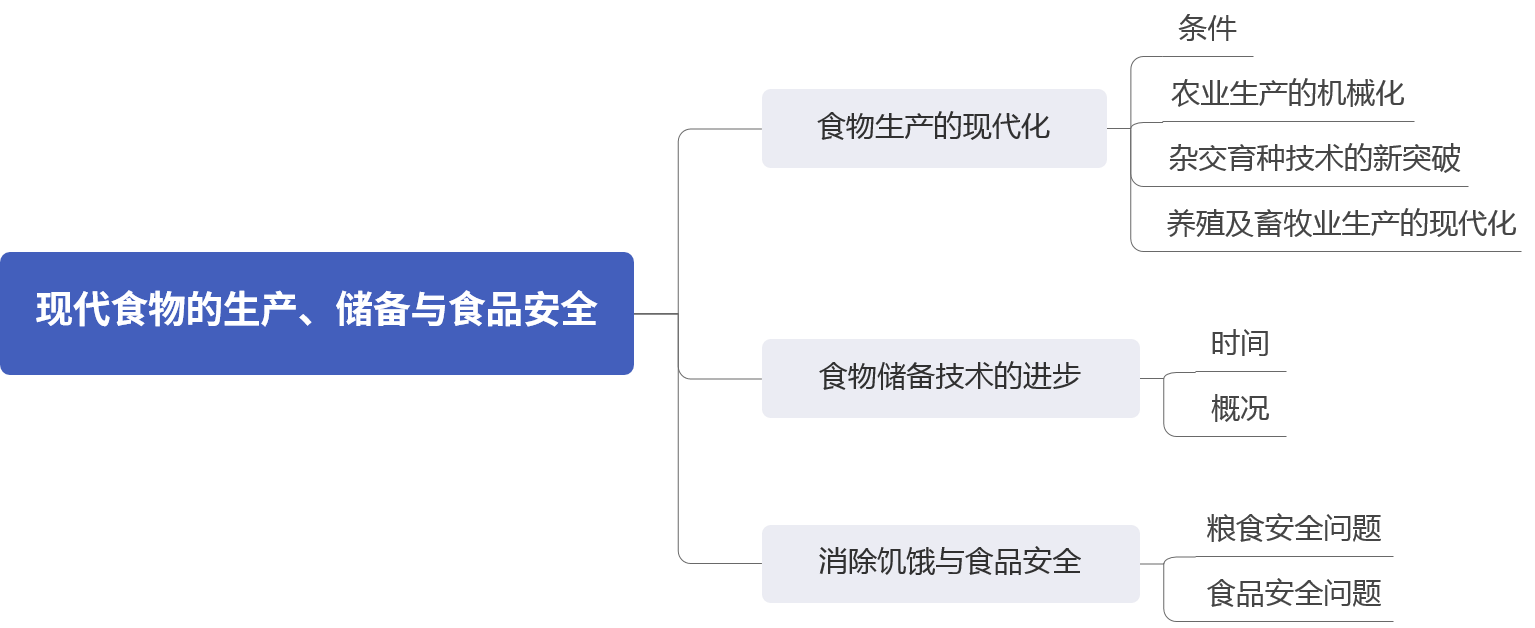 现代食物的生产、储备与食品安全
食物生产的现代化
条件
农业生产的机械化
杂交育种技术的新突破
养殖及畜牧业生产的现代化
食物储备技术的进步
时间
概况
消除饥饿与食品安全
粮食安全问题
食品安全问题